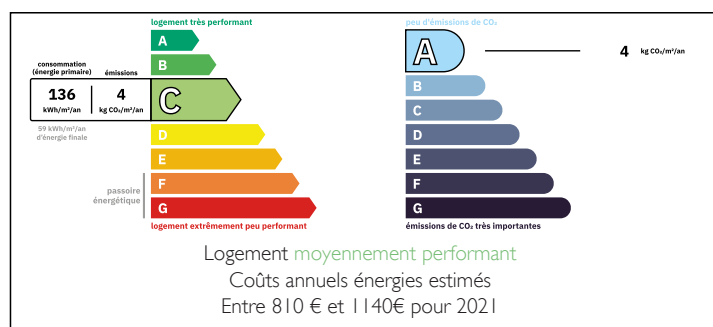 logement très performant
A
B
consommation
(énergie primaire)
émissions
136
kWh/m²/an
4
kg CO₂/m²/an
C
59 kWh/m²/an
d'énergie finale
D
E
passoire
énergétique
F
G
logement extrêmement peu performant
peu d'émissions de CO₂
A
4 kg CO₂/m²/an
B
C
D
E
F
G
émissions de CO₂ très importantes
Logement moyennement performant
Coûts annuels énergies estimés
Entre 810 € et 1140€ pour 2021